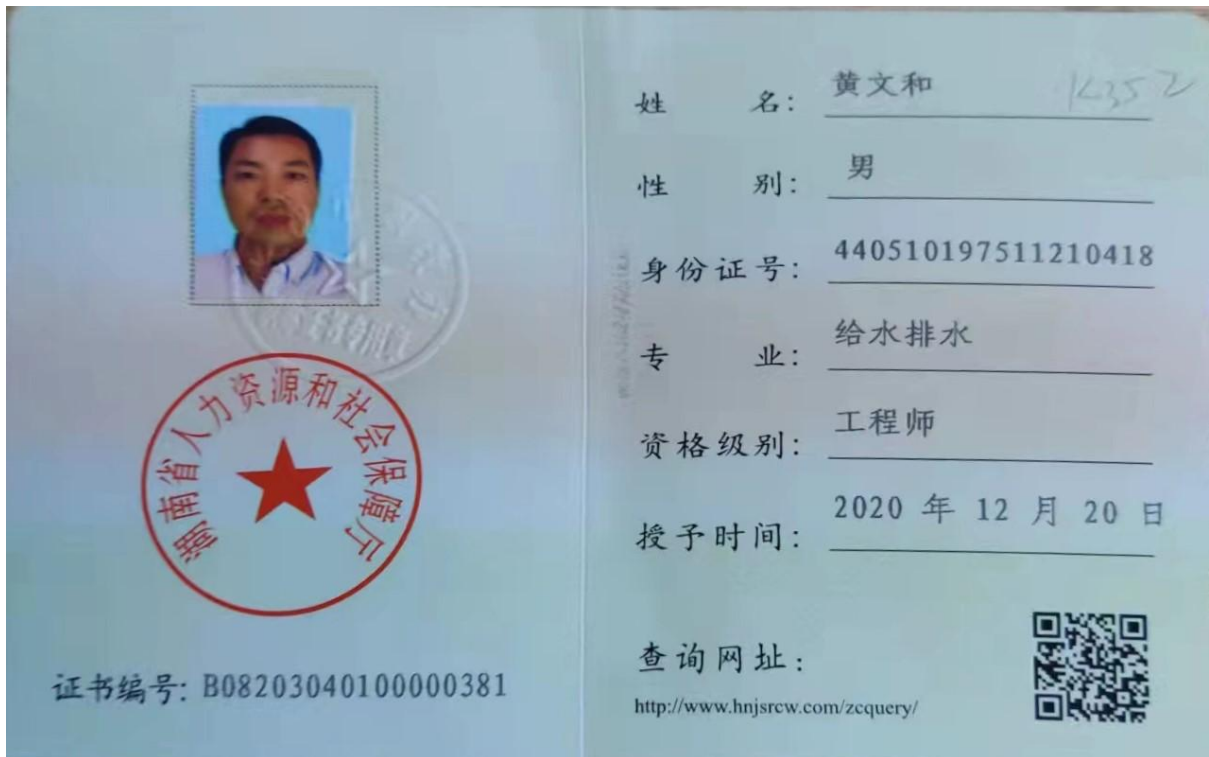 湖南省人力资源和社会保障厅
证书编号: B08203040100000381
姓名: 黄文和
K352
性别: 男
身份证号: 440510197511210418
专业: 给水排水
资格级别: 工程师
授予时间: 2020 年 12 月 20 日
查询网址:
http://www.hnjsrcw.com/zcquery/